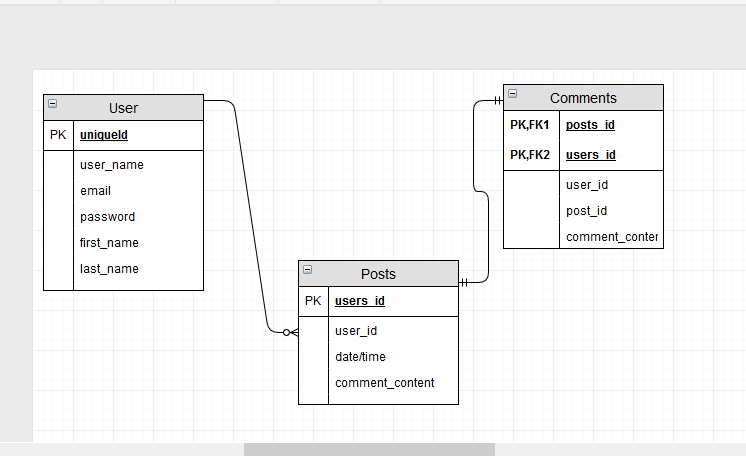 User
PK uniqueId
user_name
email
password
first_name
last_name
Comments
PK,FK1 posts_id
PK,FK2 users_id
user_id
post_id
comment_conter
Posts
PK users_id
user_id
date/time
comment_content